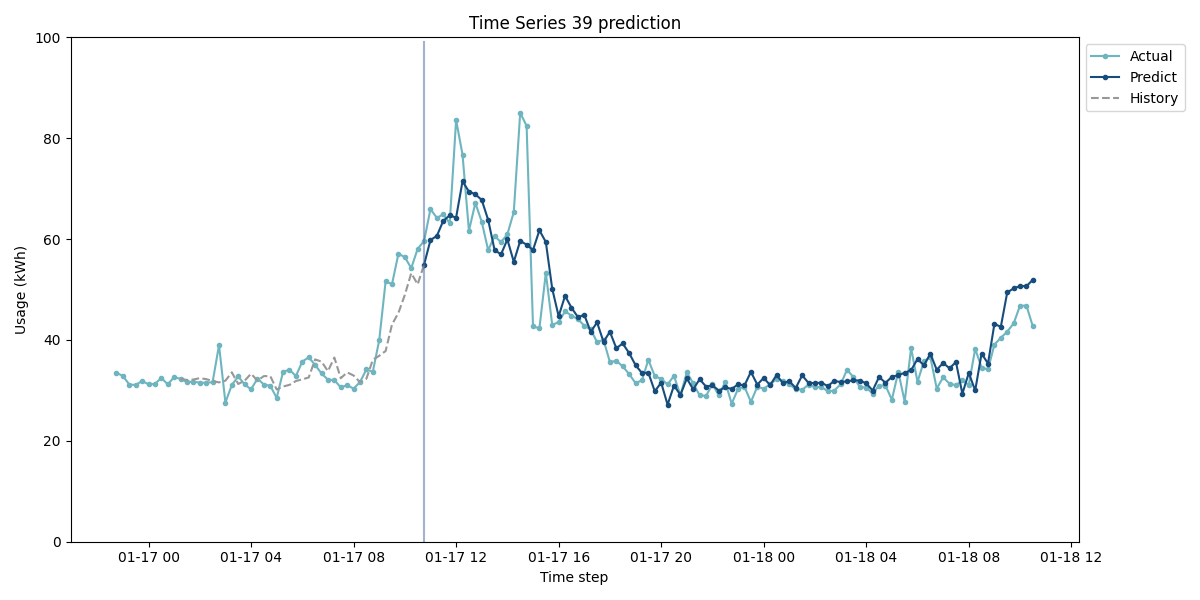 Time Series 39 prediction
100
80
60
40
20
0
Usage (kWh)
01-17 00
01-17 04
01-17 08
01-17 12
01-17 16
01-17 20
01-18 00
01-18 04
01-18 08
01-18 12
Time step
Actual
Predict
History